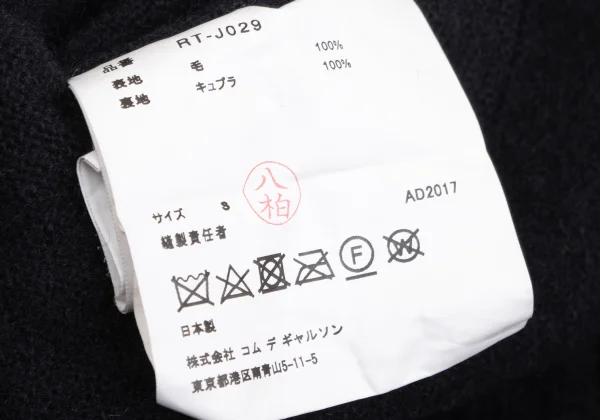 品番 RT-J029
表地 毛 100%
裏地 キュプラ 100%
サイズ S
縫製責任者
八柏
AD2017
F
W
日本製
株式会社 コム デ ギャルソン
東京都港区南青山5-11-5